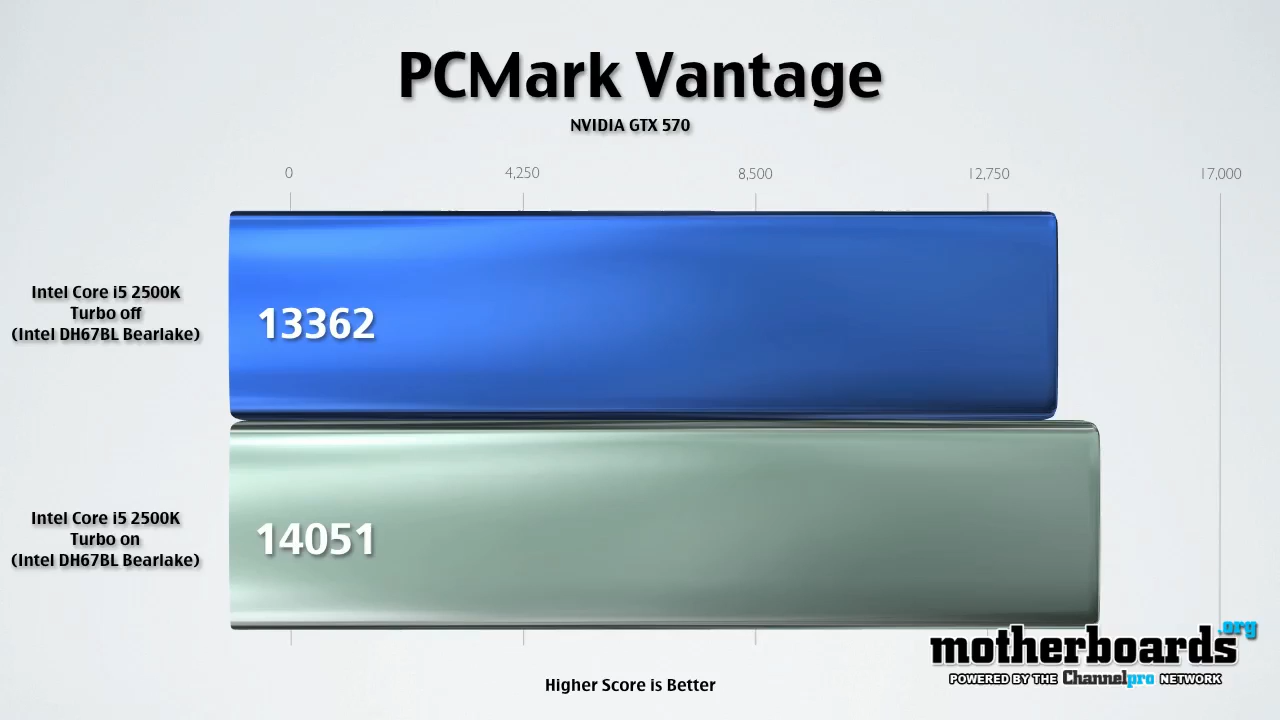 PCMark Vantage
NVIDIA GTX 570
0 4,250 8,500 12,750 17,000
Intel Core i5 2500K
Turbo off
(Intel DH67BL Bearlake)
13362
Intel Core i5 2500K
Turbo on
(Intel DH67BL Bearlake)
14051
motherboards.org
POWERED BY THE Channelpro NETWORK
Higher Score is Better